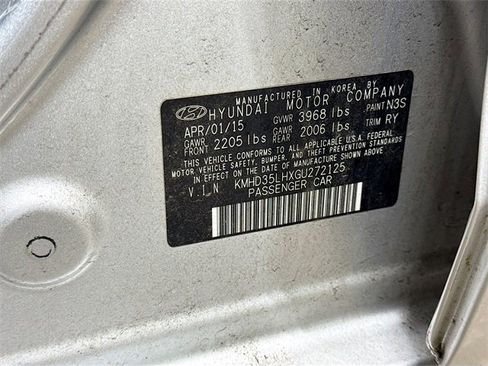 MANUFACTURED IN KOREA BY
HYUNDAI MOTOR COMPANY
APR/01/15 GVWR 3968 lbs PAINT N3S
GAWR FRONT 2205 lbs GAWR REAR 2006 lbs TRIM RY
THIS VEHICLE CONFORMS TO ALL APPLICABLE U.S.A. FEDERAL
MOTOR VEHICLE SAFETY, BUMPER, AND THEFT PREVENTION
STANDARDS IN EFFECT ON THE DATE OF MANUFACTURE SHOWN ABOVE.
V.I.N KMHD35LHXGU272125
PASSENGER CAR